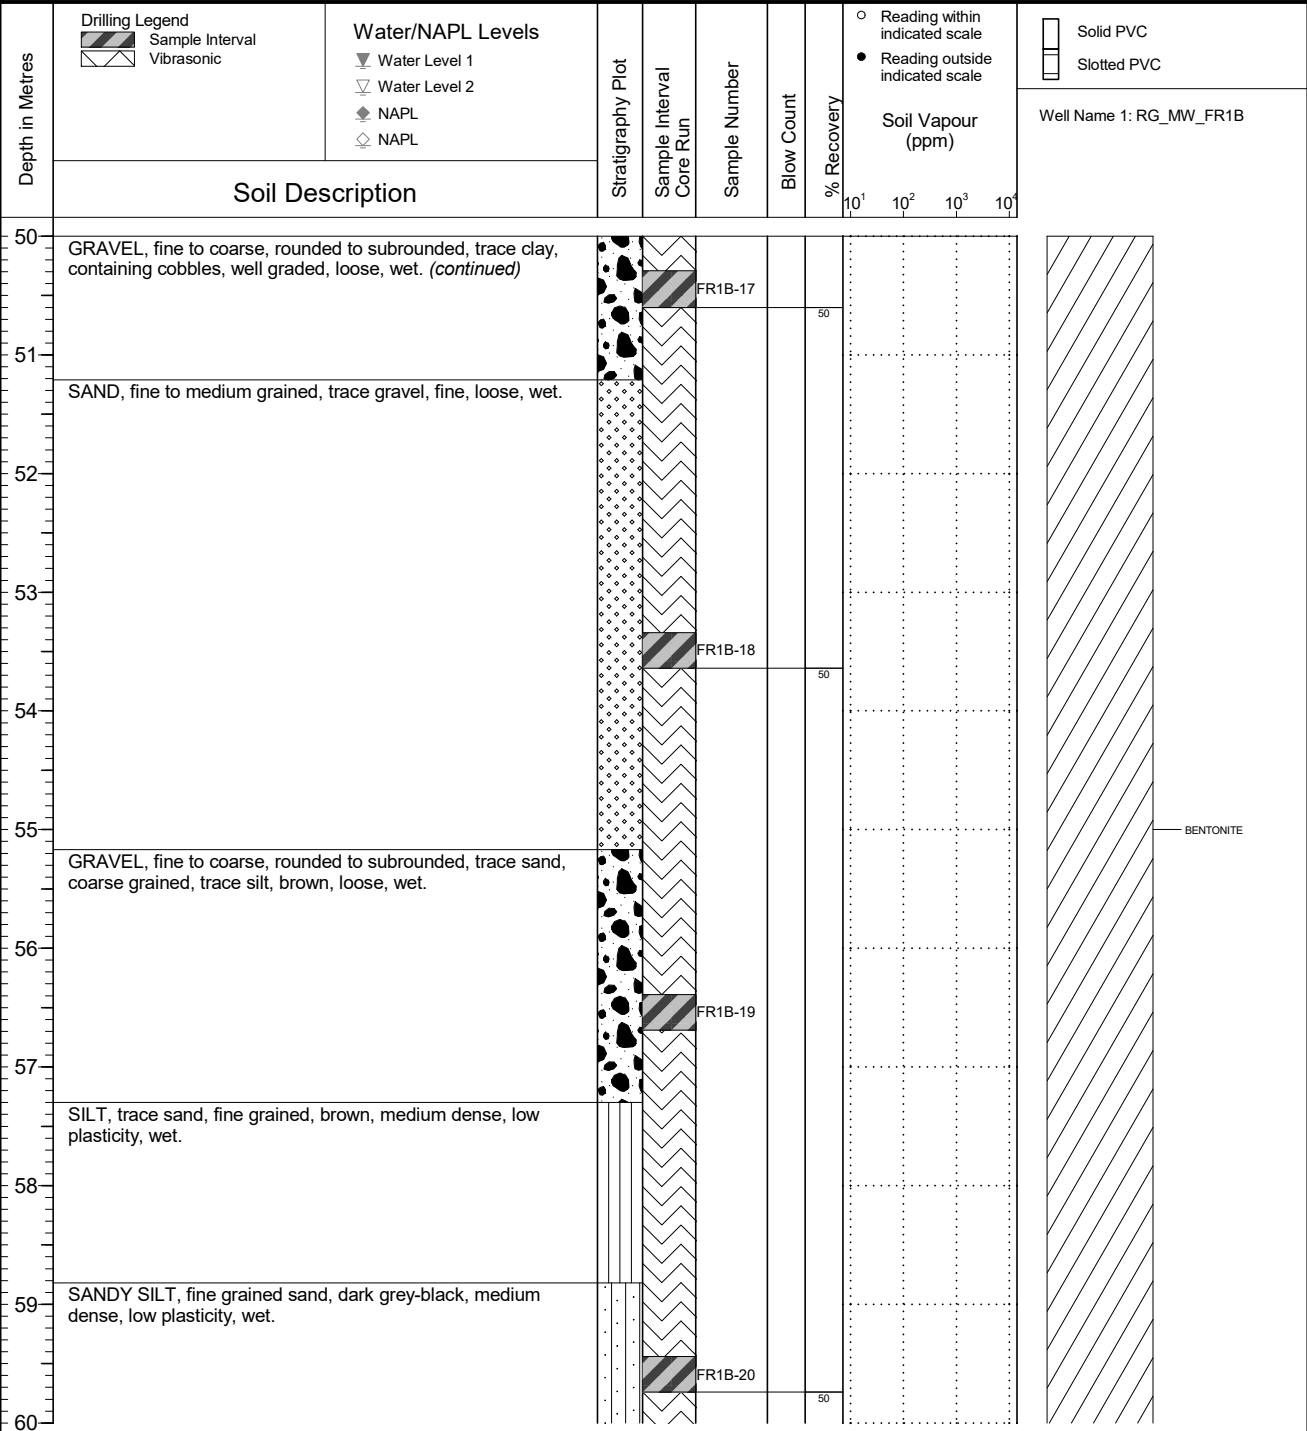 Depth in Metres
Drilling Legend
Sample Interval
Vibrasonic
Water/NAPL Levels
Water Level 1
Water Level 2
NAPL
NAPL
Soil Description
Stratigraphy Plot
Sample Interval
Core Run
Sample Number
Blow Count
% Recovery
Reading within
indicated scale
Reading outside
indicated scale
Soil Vapour
(ppm)
10¹ 10² 10³ 10⁴
Solid PVC
Slotted PVC
Well Name 1: RG_MW_FR1B
50
GRAVEL, fine to coarse, rounded to subrounded, trace clay,
containing cobbles, well graded, loose, wet. (continued)
FR1B-17
50
51
SAND, fine to medium grained, trace gravel, fine, loose, wet.
52
53
FR1B-18
50
54
55
BENTONITE
GRAVEL, fine to coarse, rounded to subrounded, trace sand,
coarse grained, trace silt, brown, loose, wet.
56
FR1B-19
57
SILT, trace sand, fine grained, brown, medium dense, low
plasticity, wet.
58
SANDY SILT, fine grained sand, dark grey-black, medium
59
dense, low plasticity, wet.
FR1B-20
50
60